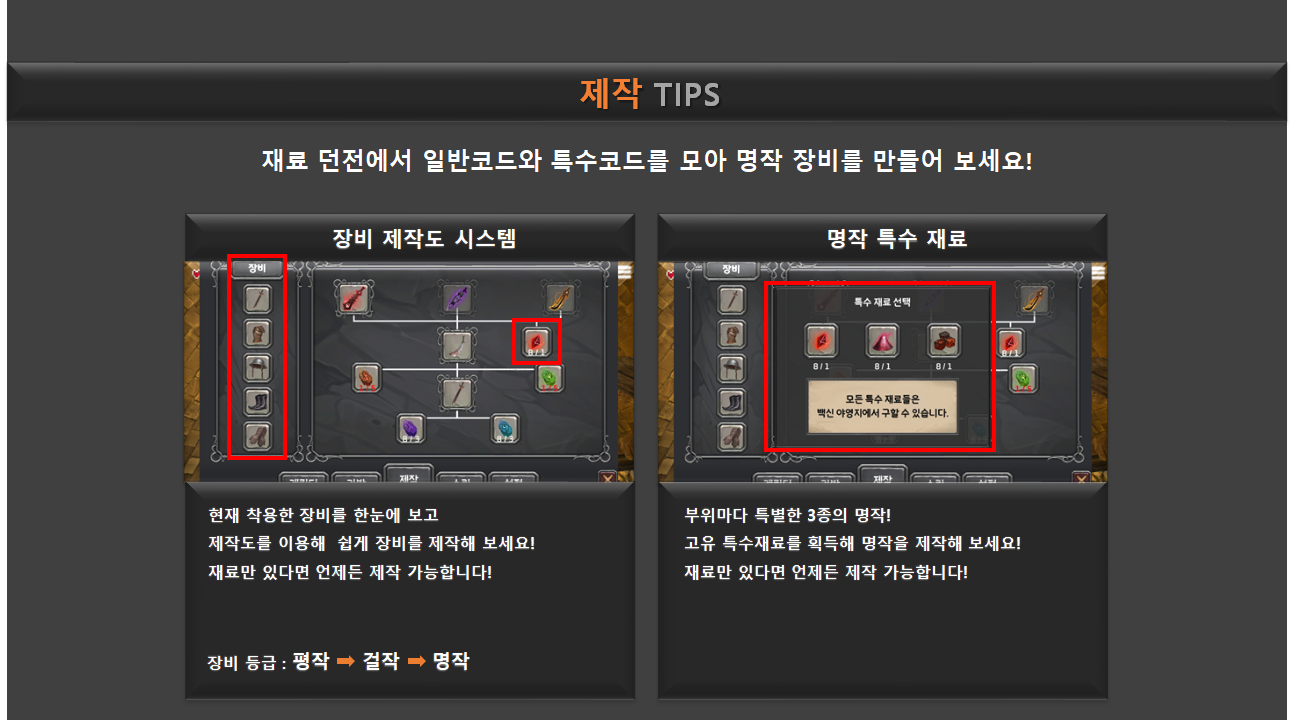 제작 TIPS
재료 던전에서 일반코드와 특수코드를 모아 명작 장비를 만들어 보세요!
장비 제작도 시스템
장비
8/1
8/3
8/3
제작
현재 착용한 장비를 한눈에 보고
제작도를 이용해 쉽게 장비를 제작해 보세요!
재료만 있다면 언제든 제작 가능합니다!
장비 등급 : 평작 ➡ 걸작 ➡ 명작
명작 특수 재료
장비
특수 재료 선택
8/1
8/1 8/1 8/1
모든 특수 재료들은
백신 야영지에서 구할 수 있습니다.
제작
부위마다 특별한 3종의 명작!
고유 특수재료를 획득해 명작을 제작해 보세요!
재료만 있다면 언제든 제작 가능합니다!